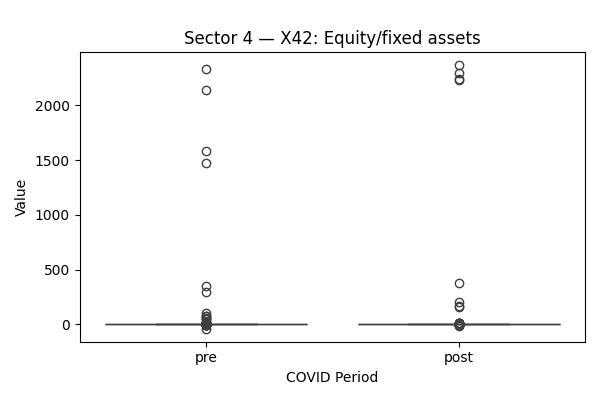 Sector 4 — X42: Equity/fixed assets
Value
2000
1500
1000
500
0
pre
post
COVID Period